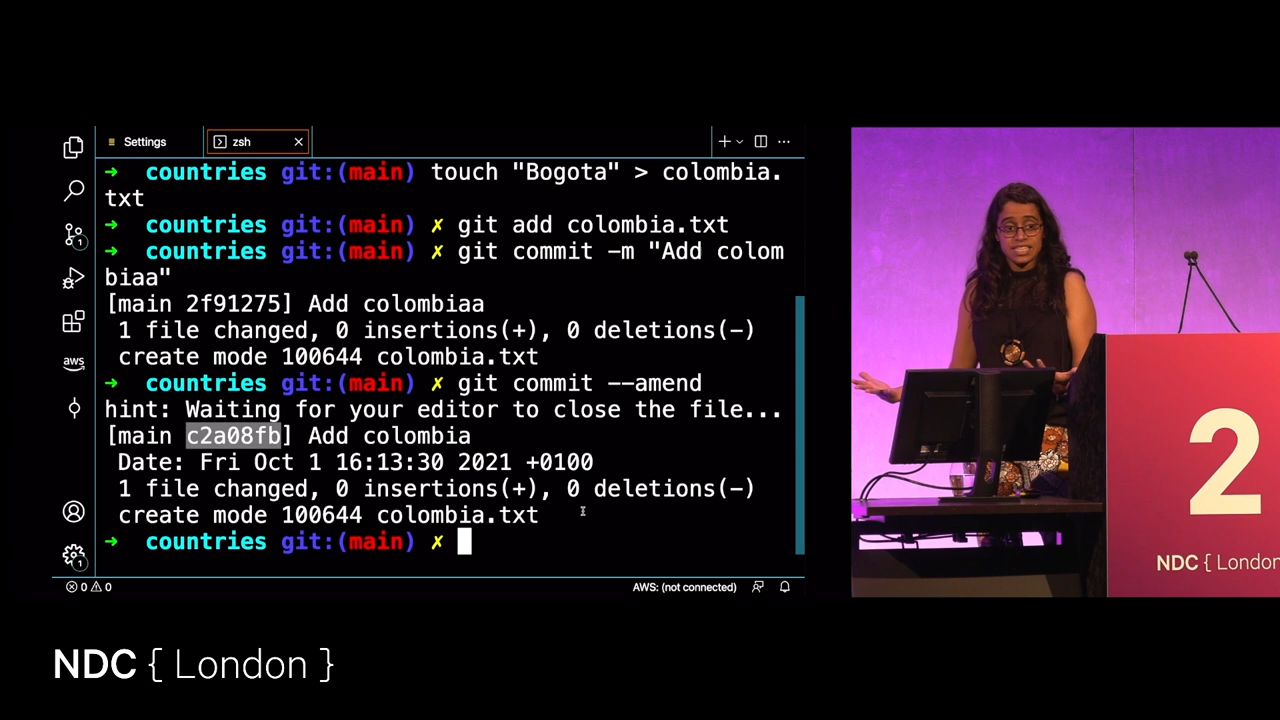 Settings
zsh
➜ countries git:(main) touch "Bogota" > colombia.
txt
➜ countries git:(main) ✗ git add colombia.txt
➜ countries git:(main) ✗ git commit -m "Add colom
biaa"
[main 2f91275] Add colombiaa
1 file changed, 0 insertions(+), 0 deletions(-)
create mode 100644 colombia.txt
➜ countries git:(main) ✗ git commit --amend
hint: Waiting for your editor to close the file...
[main c2a08fb] Add colombia
Date: Fri Oct 1 16:13:30 2021 +0100
1 file changed, 0 insertions(+), 0 deletions(-)
create mode 100644 colombia.txt
➜ countries git:(main) ✗
1
aws
1
0 0
AWS: (not connected)
2
NDC { London
NDC { London }